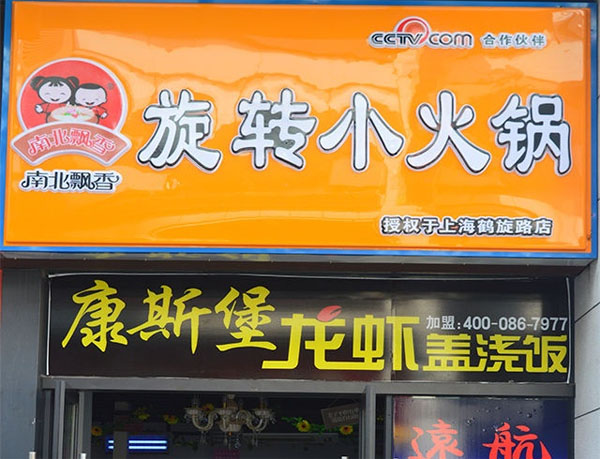 CCTV.com 合作伙伴
南北飘香
旋转小火锅
南北飘香
授权于上海鹤旋路店
康斯堡龙虾盖浇饭
加盟:400-086-7977
遠航